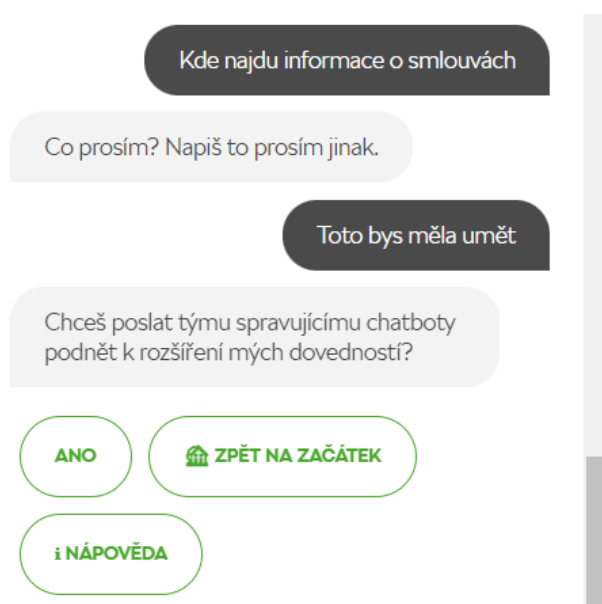 Kde najdu informace o smlouvách
Co prosím? Napiš to prosím jinak.
Toto bys měla umět
Chceš poslat týmu spravujícímu chatboty
podnět k rozšíření mých dovedností?
ANO
ZPĚT NA ZAČÁTEK
i NÁPOVĚDA